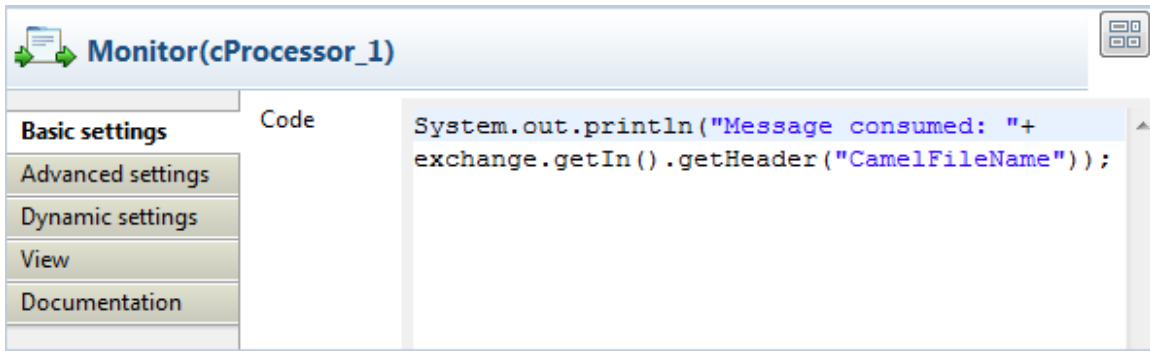 Monitor(cProcessor_1)
Basic settings
Advanced settings
Dynamic settings
View
Documentation
Code
System.out.println("Message consumed: "+
exchange.getIn().getHeader("CamelFileName"));